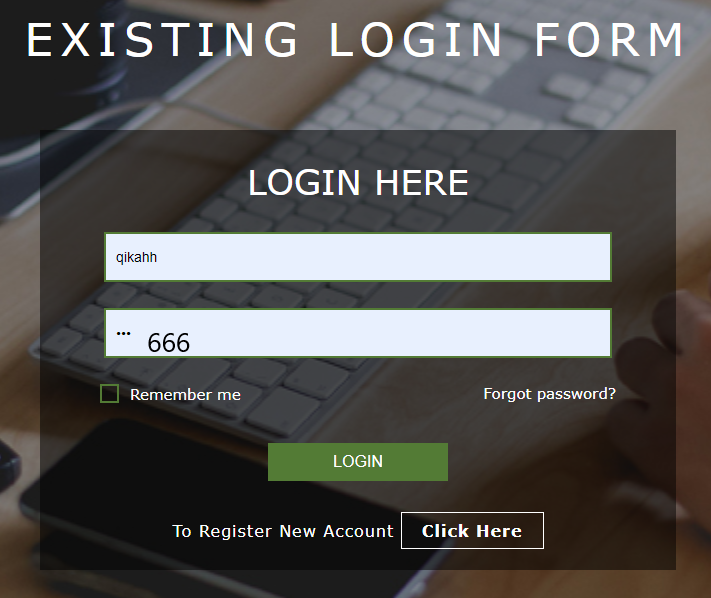 EXISTING LOGIN FORM
LOGIN HERE
qikahh
•••
666
Remember me
Forgot password?
LOGIN
To Register New Account Click Here